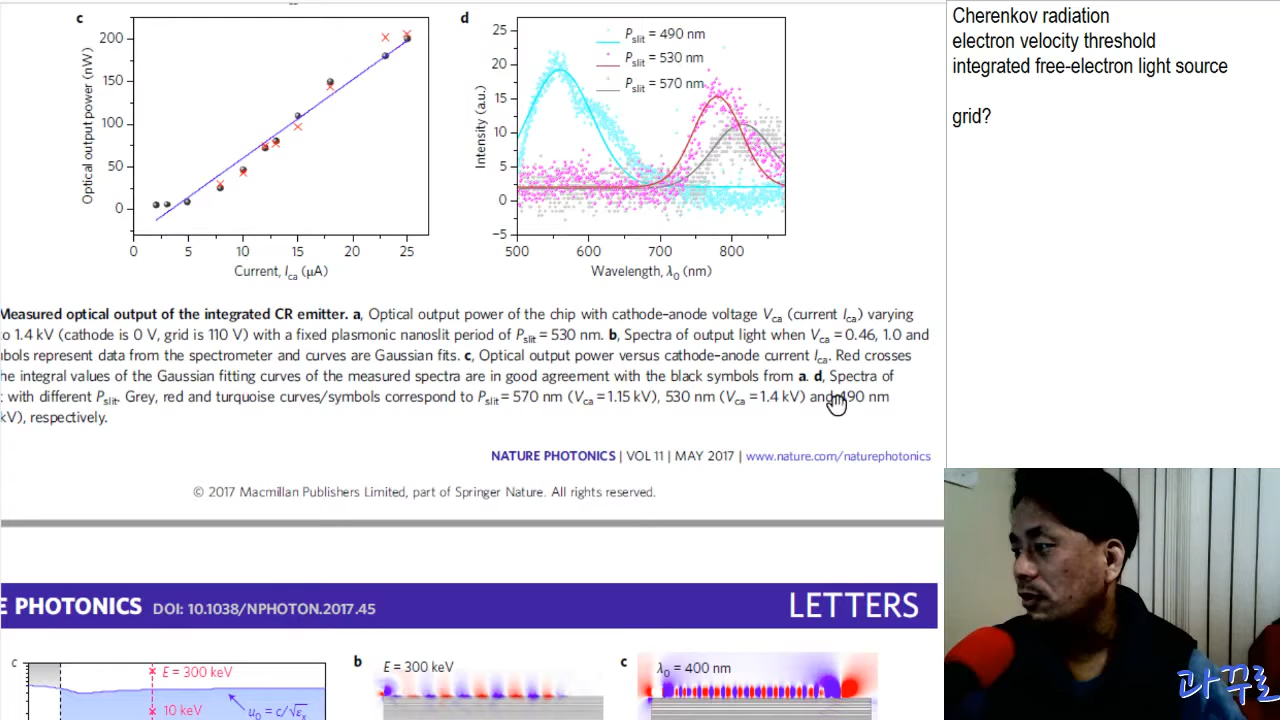 c
d
200
150
100
50
0
Optical output power (nW)
0 5 10 15 20 25
Current, Ica (μA)
25
20
15
10
5
0
−5
Intensity (a.u.)
Pslit = 490 nm
Pslit = 530 nm
Pslit = 570 nm
500 600 700 800
Wavelength, λ0 (nm)
Measured optical output of the integrated CR emitter. a, Optical output power of the chip with cathode–anode voltage Vca (current Ica) varying
o 1.4 kV (cathode is 0 V, grid is 110 V) with a fixed plasmonic nanoslit period of Pslit = 530 nm. b, Spectra of output light when Vca = 0.46, 1.0 and
bols represent data from the spectrometer and curves are Gaussian fits. c, Optical output power versus cathode–anode current Ica. Red crosses
he integral values of the Gaussian fitting curves of the measured spectra are in good agreement with the black symbols from a. d, Spectra of
t with different Pslit. Grey, red and turquoise curves/symbols correspond to Pslit = 570 nm (Vca = 1.15 kV), 530 nm (Vca = 1.4 kV) and 490 nm
kV), respectively.
NATURE PHOTONICS | VOL 11 | MAY 2017 | www.nature.com/naturephotonics
© 2017 Macmillan Publishers Limited, part of Springer Nature. All rights reserved.
E PHOTONICS DOI: 10.1038/NPHOTON.2017.45
LETTERS
c
E = 300 keV
10 keV
u0 = c/√εx
b
E = 300 keV
c
λ0 = 400 nm
Cherenkov radiation
electron velocity threshold
integrated free-electron light source
grid?
과꾸로